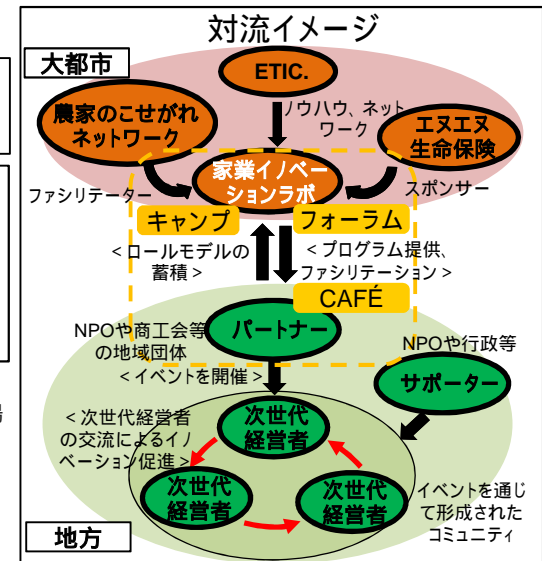 対流イメージ
大都市
ETIC.
農家のこせがれ
ネットワーク
ノウハウ、ネット
ワーク
エヌエヌ
生命保険
家業イノベー
ションラボ
ファシリテーター
スポンサー
キャンプ
フォーラム
<ロールモデルの
蓄積>
<プログラム提供、
ファシリテーション>
CAFÉ
NPOや商工会等
の地域団体
パートナー
NPOや行政等
<イベントを開催>
サポーター
<次世代経営者
の交流によるイノ
ベーション促進>
次世代
経営者
次世代
経営者
次世代
経営者
イベントを通じ
て形成された
コミュニティ
地方